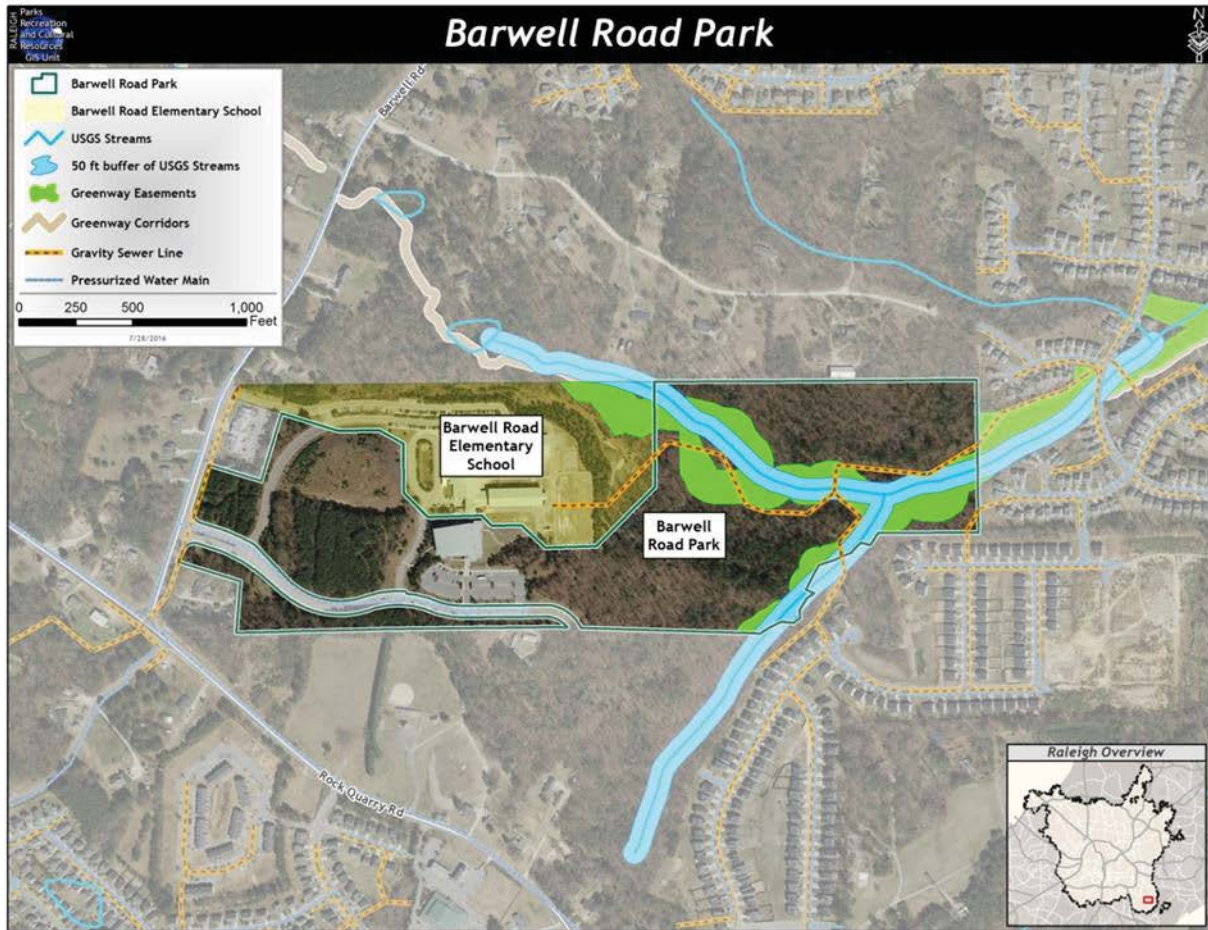 RALEIGH
Parks
Recreation
and Cultural
Resources
GIS Unit
Barwell Road Park
N
Barwell Road Park
Barwell Road Elementary School
USGS Streams
50 ft buffer of USGS Streams
Greenway Easements
Greenway Corridors
Gravity Sewer Line
Pressurized Water Main
0 250 500 1,000
Feet
7/28/2016
Barwell Rd
Barwell Road
Elementary
School
Barwell
Road Park
Rock Quarry Rd
Raleigh Overview